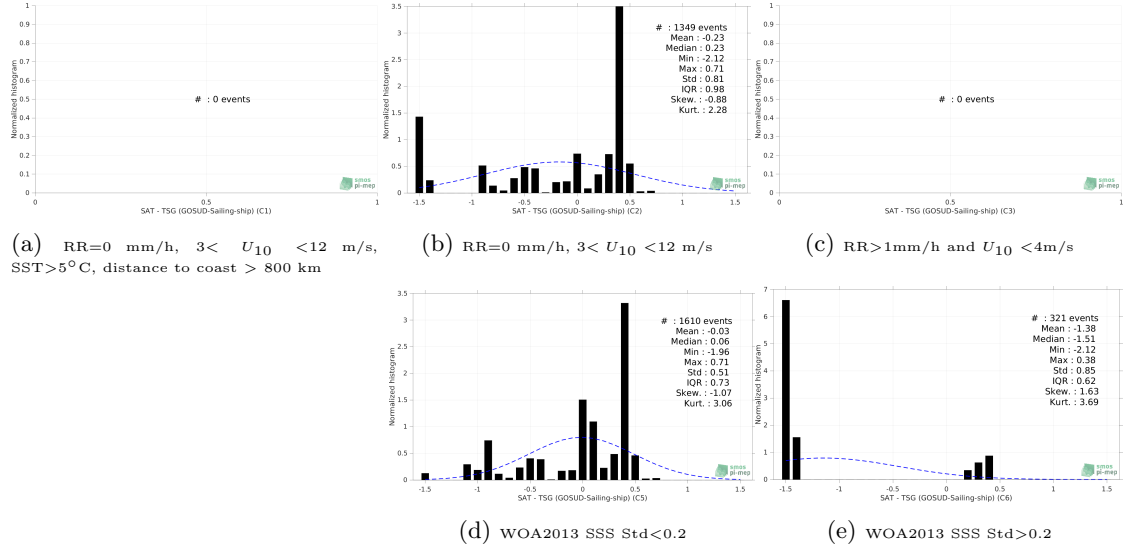 1
0.9
0.8
0.7
0.6
0.5
0.4
0.3
0.2
0.1
0
Normalized histogram
# : 0 events
smos
pi-mep
0 0.5 1
SAT - TSG (GOSUD-Sailing-ship) (C1)
(a) RR=0 mm/h, 3< U10 <12 m/s,
SST>5°C, distance to coast > 800 km
3.5
3
2.5
2
1.5
1
0.5
0
Normalized histogram
# : 1349 events
Mean : -0.23
Median : 0.23
Min : -2.12
Max : 0.71
Std : 0.81
IQR : 0.98
Skew. : -0.88
Kurt. : 2.28
smos
pi-mep
-1.5 -1 -0.5 0 0.5 1 1.5
SAT - TSG (GOSUD-Sailing-ship) (C2)
(b) RR=0 mm/h, 3< U10 <12 m/s
1
0.9
0.8
0.7
0.6
0.5
0.4
0.3
0.2
0.1
0
Normalized histogram
# : 0 events
smos
pi-mep
0 0.5 1
SAT - TSG (GOSUD-Sailing-ship) (C3)
(c) RR>1mm/h and U10 <4m/s
3.5
3
2.5
2
1.5
1
0.5
0
Normalized histogram
# : 1610 events
Mean : -0.03
Median : 0.06
Min : -1.96
Max : 0.71
Std : 0.51
IQR : 0.73
Skew. : -1.07
Kurt. : 3.06
smos
pi-mep
-1.5 -1 -0.5 0 0.5 1 1.5
SAT - TSG (GOSUD-Sailing-ship) (C5)
(d) WOA2013 SSS Std<0.2
7
6
5
4
3
2
1
0
Normalized histogram
# : 321 events
Mean : -1.38
Median : -1.51
Min : -2.12
Max : 0.38
Std : 0.85
IQR : 0.62
Skew. : 1.63
Kurt. : 3.69
smos
pi-mep
-1.5 -1 -0.5 0 0.5 1 1.5
SAT - TSG (GOSUD-Sailing-ship) (C6)
(e) WOA2013 SSS Std>0.2